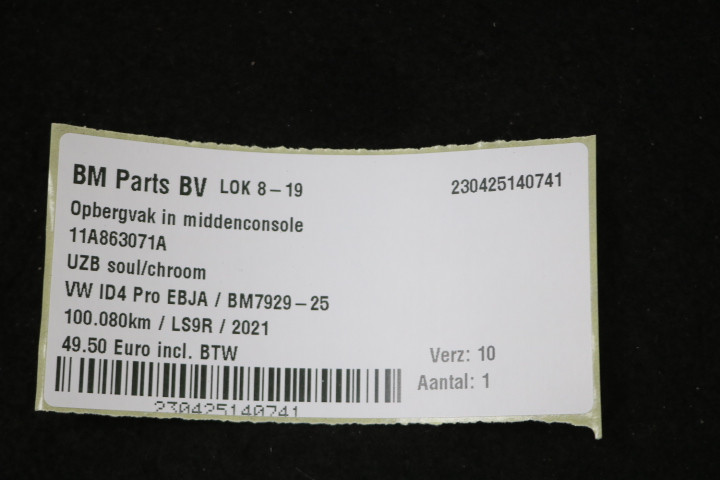 BM Parts BV LOK 8-19 230425140741
Opbergvak in middenconsole
11A863071A
UZB soul/chroom
VW ID4 Pro EBJA / BM7929-25
100.080km / LS9R / 2021
49.50 Euro incl. BTW Verz: 10
Aantal: 1
230425140741